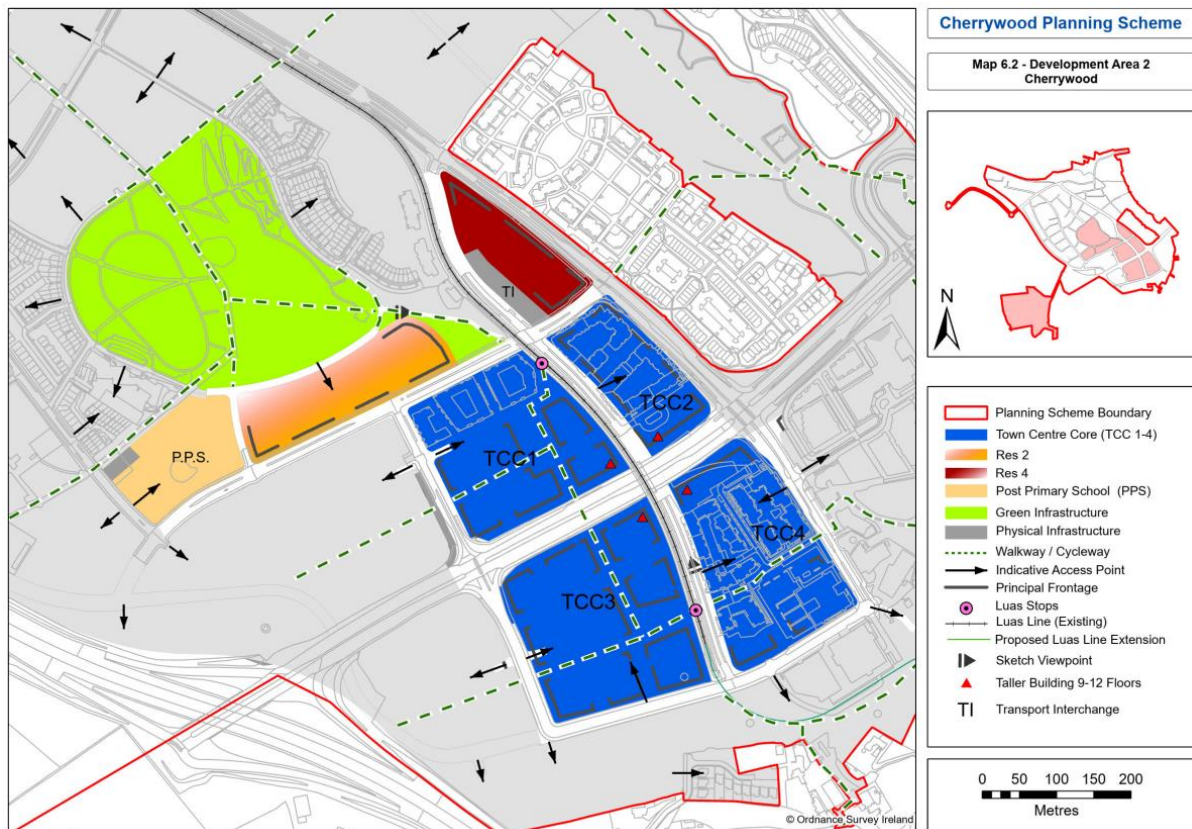 Cherrywood Planning Scheme
Map 6.2 - Development Area 2
Cherrywood
N
TI
TCC2
TCC1
P.P.S.
TCC4
TCC3
Planning Scheme Boundary
Town Centre Core (TCC 1-4)
Res 2
Res 4
Post Primary School (PPS)
Green Infrastructure
Physical Infrastructure
Walkway / Cycleway
Indicative Access Point
Principal Frontage
Luas Stops
Luas Line (Existing)
Proposed Luas Line Extension
Sketch Viewpoint
Taller Building 9-12 Floors
TI Transport Interchange
0 50 100 150 200
Metres
© Ordnance Survey Ireland